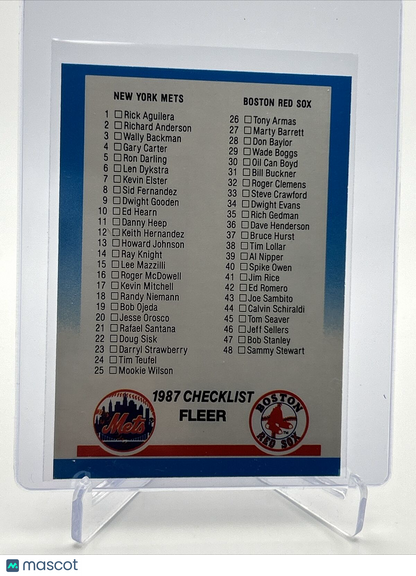 NEW YORK METS
1 Rick Aguilera
2 Richard Anderson
3 Wally Backman
4 Gary Carter
5 Ron Darling
6 Len Dykstra
7 Kevin Elster
8 Sid Fernandez
9 Dwight Gooden
10 Ed Hearn
11 Danny Heep
12 Keith Hernandez
13 Howard Johnson
14 Ray Knight
15 Lee Mazzilli
16 Roger McDowell
17 Kevin Mitchell
18 Randy Niemann
19 Bob Ojeda
20 Jesse Orosco
21 Rafael Santana
22 Doug Sisk
23 Darryl Strawberry
24 Tim Teufel
25 Mookie Wilson
BOSTON RED SOX
26 Tony Armas
27 Marty Barrett
28 Don Baylor
29 Wade Boggs
30 Oil Can Boyd
31 Bill Buckner
32 Roger Clemens
33 Steve Crawford
34 Dwight Evans
35 Rich Gedman
36 Dave Henderson
37 Bruce Hurst
38 Tim Lollar
39 Al Nipper
40 Spike Owen
41 Jim Rice
42 Ed Romero
43 Joe Sambito
44 Calvin Schiraldi
45 Tom Seaver
46 Jeff Sellers
47 Bob Stanley
48 Sammy Stewart
Mets
1987 CHECKLIST
FLEER
BOSTON
RED SOX
mascot